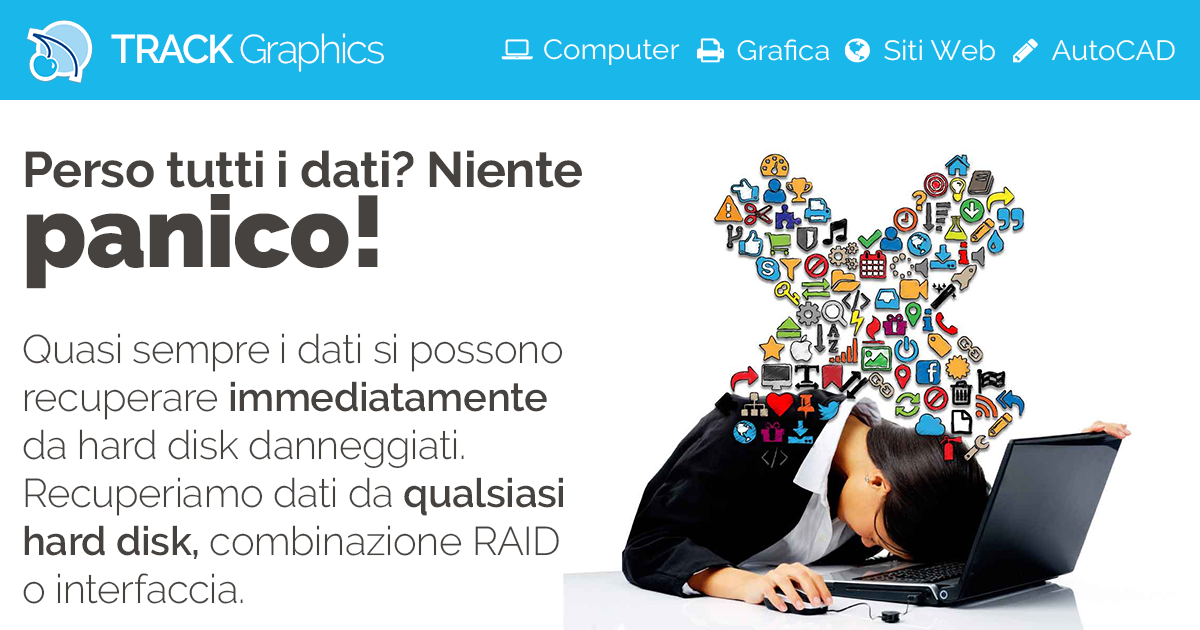 TRACK Graphics
Computer Grafica Siti Web AutoCAD
Perso tutti i dati? Niente
panico!
Quasi sempre i dati si possono
recuperare immediatamente
da hard disk danneggiati.
Recuperiamo dati da qualsiasi
hard disk, combinazione RAID
o interfaccia.